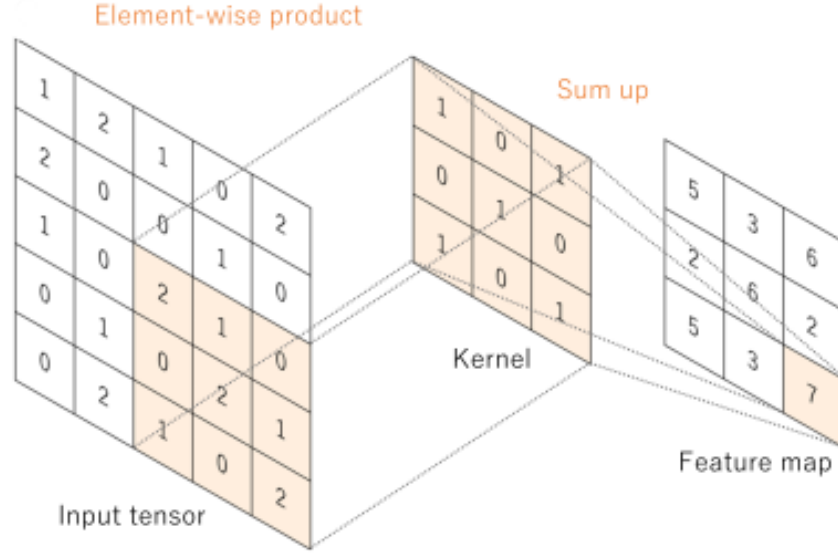 Element-wise product
Sum up
1 2 1 0 2
2 0 0 1 0
1 0 2 1 0
0 1 0 2 1
0 2 1 0 2
Input tensor
1 0 1
0 1 0
1 0 1
Kernel
5 3 6
2 6 2
5 3 7
Feature map